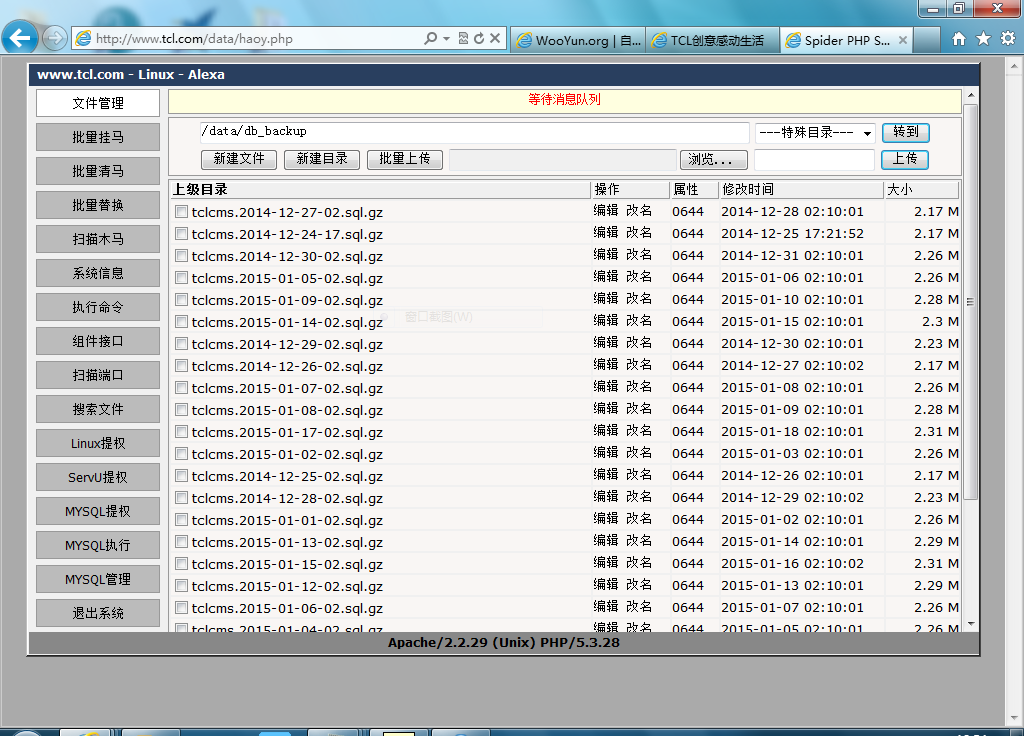 http://www.tcl.com/data/haoy.php
WooYun.org | 自...
TCL创意感动生活
Spider PHP S...
www.tcl.com - Linux - Alexa
文件管理
批量挂马
批量清马
批量替换
扫描木马
系统信息
执行命令
组件接口
扫描端口
搜索文件
Linux提权
ServU提权
MYSQL提权
MYSQL执行
MYSQL管理
退出系统
等待消息队列
/data/db_backup ---特殊目录--- 转到
新建文件 新建目录 批量上传 浏览... 上传
上级目录 操作 属性 修改时间 大小
tclcms.2014-12-27-02.sql.gz 编辑 改名 0644 2014-12-28 02:10:01 2.17 M
tclcms.2014-12-24-17.sql.gz 编辑 改名 0644 2014-12-25 17:21:52 2.17 M
tclcms.2014-12-30-02.sql.gz 编辑 改名 0644 2014-12-31 02:10:01 2.26 M
tclcms.2015-01-05-02.sql.gz 编辑 改名 0644 2015-01-06 02:10:01 2.26 M
tclcms.2015-01-09-02.sql.gz 编辑 改名 0644 2015-01-10 02:10:01 2.28 M
窗口截图(W)
tclcms.2015-01-14-02.sql.gz 编辑 改名 0644 2015-01-15 02:10:01 2.3 M
tclcms.2014-12-29-02.sql.gz 编辑 改名 0644 2014-12-30 02:10:01 2.23 M
tclcms.2014-12-26-02.sql.gz 编辑 改名 0644 2014-12-27 02:10:02 2.17 M
tclcms.2015-01-07-02.sql.gz 编辑 改名 0644 2015-01-08 02:10:01 2.26 M
tclcms.2015-01-08-02.sql.gz 编辑 改名 0644 2015-01-09 02:10:01 2.28 M
tclcms.2015-01-17-02.sql.gz 编辑 改名 0644 2015-01-18 02:10:01 2.31 M
tclcms.2015-01-02-02.sql.gz 编辑 改名 0644 2015-01-03 02:10:01 2.26 M
tclcms.2014-12-25-02.sql.gz 编辑 改名 0644 2014-12-26 02:10:01 2.17 M
tclcms.2014-12-28-02.sql.gz 编辑 改名 0644 2014-12-29 02:10:02 2.23 M
tclcms.2015-01-01-02.sql.gz 编辑 改名 0644 2015-01-02 02:10:01 2.26 M
tclcms.2015-01-13-02.sql.gz 编辑 改名 0644 2015-01-14 02:10:01 2.29 M
tclcms.2015-01-15-02.sql.gz 编辑 改名 0644 2015-01-16 02:10:02 2.31 M
tclcms.2015-01-12-02.sql.gz 编辑 改名 0644 2015-01-13 02:10:01 2.29 M
tclcms.2015-01-06-02.sql.gz 编辑 改名 0644 2015-01-07 02:10:01 2.26 M
tclcms.2015-01-04-02.sql.gz 编辑 改名 0644 2015-01-05 02:10:01 2.26 M
Apache/2.2.29 (Unix) PHP/5.3.28